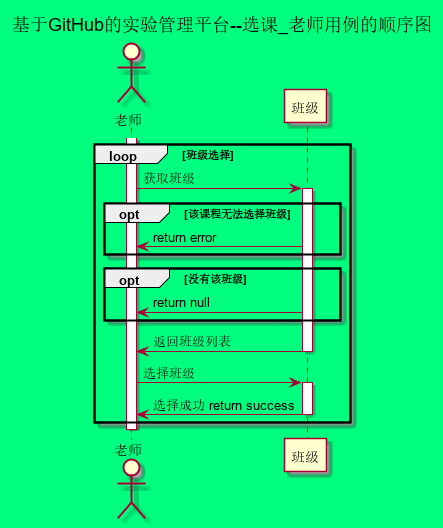 基于GitHub的实验管理平台--选课_老师用例的顺序图
老师
班级
loop [班级选择]
获取班级
opt [该课程无法选择班级]
return error
opt [没有该班级]
return null
返回班级列表
选择班级
选择成功 return success
老师
班级